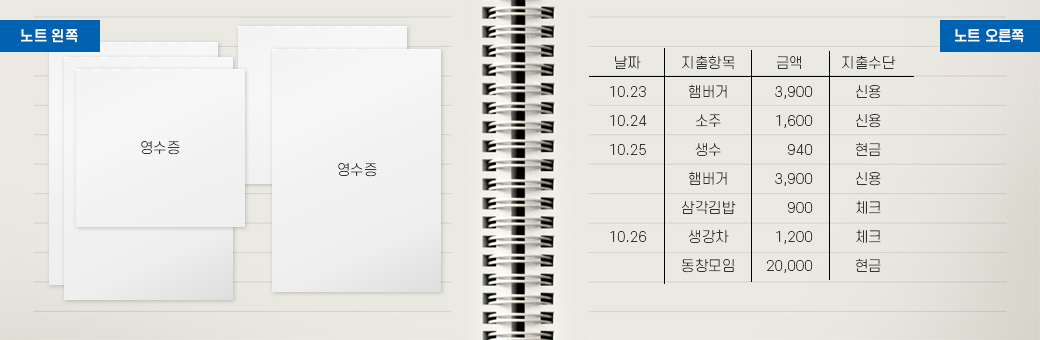 노트 왼쪽
영수증
영수증
노트 오른쪽
날짜 지출항목 금액 지출수단
10.23 햄버거 3,900 신용
10.24 소주 1,600 신용
10.25 생수 940 현금
햄버거 3,900 신용
삼각김밥 900 체크
10.26 생강차 1,200 체크
동창모임 20,000 현금